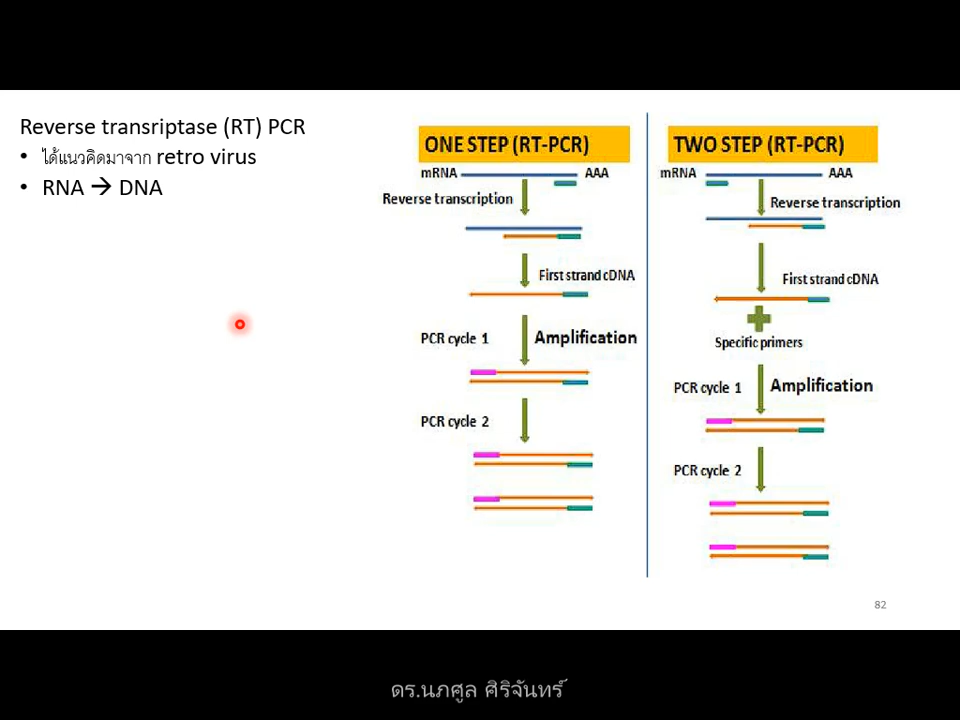 Reverse transriptase (RT) PCR
• ได้แนวคิดมาจาก retro virus
• RNA → DNA
ONE STEP (RT-PCR)
mRNA AAA
Reverse transcription
First strand cDNA
PCR cycle 1 Amplification
PCR cycle 2
TWO STEP (RT-PCR)
mRNA AAA
Reverse transcription
First strand cDNA
Specific primers
PCR cycle 1 Amplification
PCR cycle 2
82
ดร.นภศูล ศิริจันทร์